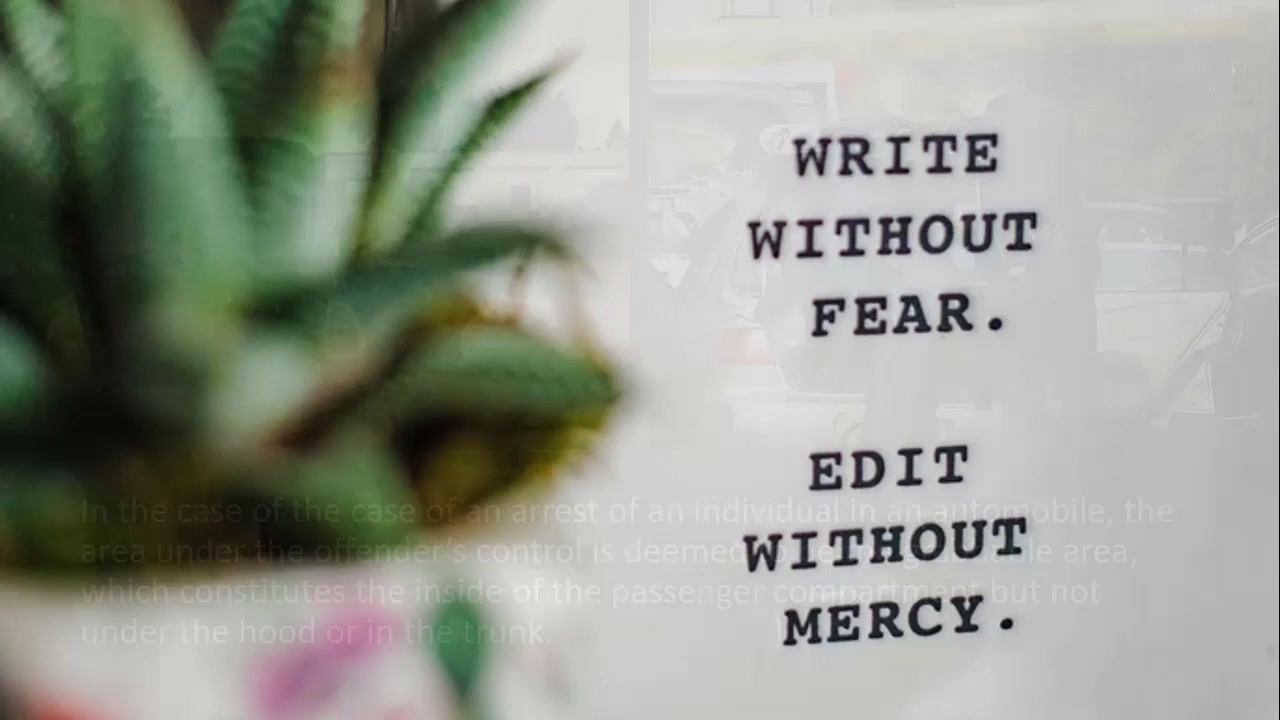 WRITE
WITHOUT
FEAR.
EDIT
WITHOUT
MERCY.
In the case of the case of an arrest of an individual in an automobile, the
area under the offender's control is deemed area,
which constitutes the inside of the passenger compartment but not
under the hood or in the trunk.